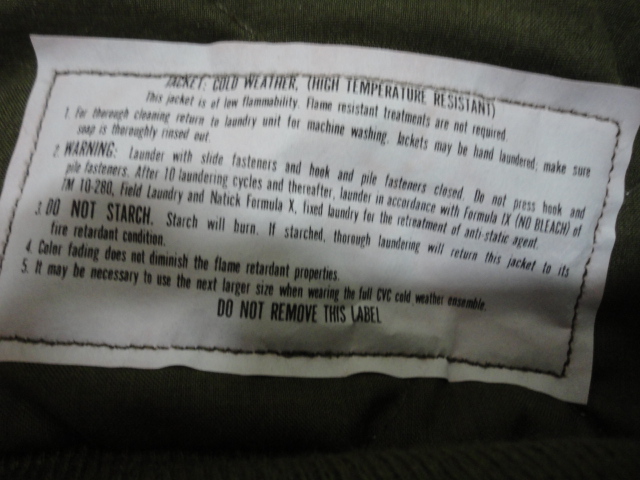 JACKET: COLD WEATHER, (HIGH TEMPERATURE RESISTANT)
This jacket is of low flammability. Flame resistant treatments are not required.
1. For thorough cleaning return to laundry unit for machine washing. Jackets may be hand laundered; make sure
soap is thoroughly rinsed out.
2. WARNING: Launder with slide fasteners and hook and pile fasteners closed. Do not press hook and
pile fasteners. After 10 laundering cycles and thereafter, launder in accordance with Formula IX (NO BLEACH) of
TM 10-280, Field Laundry and Natick Formula X, fixed laundry for the retreatment of anti-static agent.
3. DO NOT STARCH. Starch will burn. If starched, thorough laundering will return this jacket to its
fire retardant condition.
4. Color fading does not diminish the flame retardant properties.
5. It may be necessary to use the next larger size when wearing the full CVC cold weather ensemble.
DO NOT REMOVE THIS LABEL